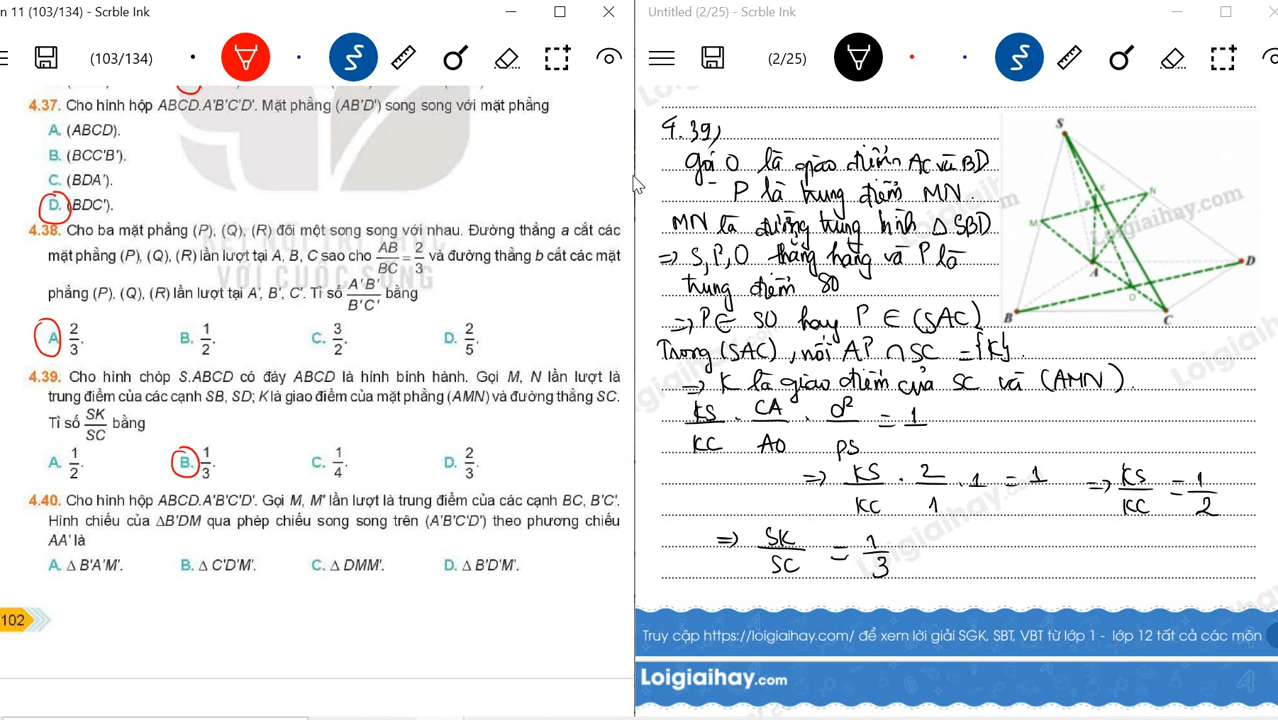 n 11 (103/134) - Scrble Ink
(103/134)
4.37. Cho hình hộp ABCD.A'B'C'D'. Mặt phẳng (AB'D') song song với mặt phẳng
A. (ABCD).
B. (BCC'B').
C. (BDA').
D. (BDC').
4.38. Cho ba mặt phẳng (P), (Q), (R) đôi một song song với nhau. Đường thẳng a cắt các
mặt phẳng (P), (Q), (R) lần lượt tại A, B, C sao cho AB/BC = 2/3 và đường thẳng b cắt các mặt
phẳng (P), (Q), (R) lần lượt tại A', B', C'. Tỉ số A'B'/B'C' bằng
A. 2/3. B. 1/2. C. 3/2. D. 2/5.
4.39. Cho hình chóp S.ABCD có đáy ABCD là hình bình hành. Gọi M, N lần lượt là
trung điểm của các cạnh SB, SD; K là giao điểm của mặt phẳng (AMN) và đường thẳng SC.
Tỉ số SK/SC bằng
A. 1/2. B. 1/3. C. 1/4. D. 2/3.
4.40. Cho hình hộp ABCD.A'B'C'D'. Gọi M, M' lần lượt là trung điểm của các cạnh BC, B'C'.
Hình chiếu của ΔB'DM qua phép chiếu song song trên (A'B'C'D') theo phương chiếu
AA' là
A. Δ B'A'M'. B. Δ C'D'M'. C. Δ DMM'. D. Δ B'D'M'.
102
KẾT NỐI TRI THỨC
VỚI CUỘC SỐNG
Untitled (2/25) - Scrble Ink
(2/25)
4.39,
Gọi O là giao điểm AC và BD
- P là trung điểm MN.
MN là đường trung bình Δ SBD
=> S, P, O thẳng hàng và P là
trung điểm SO
=> P ∈ SO hay P ∈ (SAC)
Trong (SAC), nối AP ∩ SC = {K}.
=> K là giao điểm của SC và (AMN).
KS/KC . CA/AO . OP/PS = 1
=> KS/KC . 2/1 . 1 = 1 => KS/KC = 1/2
=> SK/SC = 1/3
S
K
N
M
P
A
D
O
B
C
Loigiaihay.com
Truy cập https://loigiaihay.com/ để xem lời giải SGK, SBT, VBT từ lớp 1 - lớp 12 tất cả các môn
Loigiaihay.com